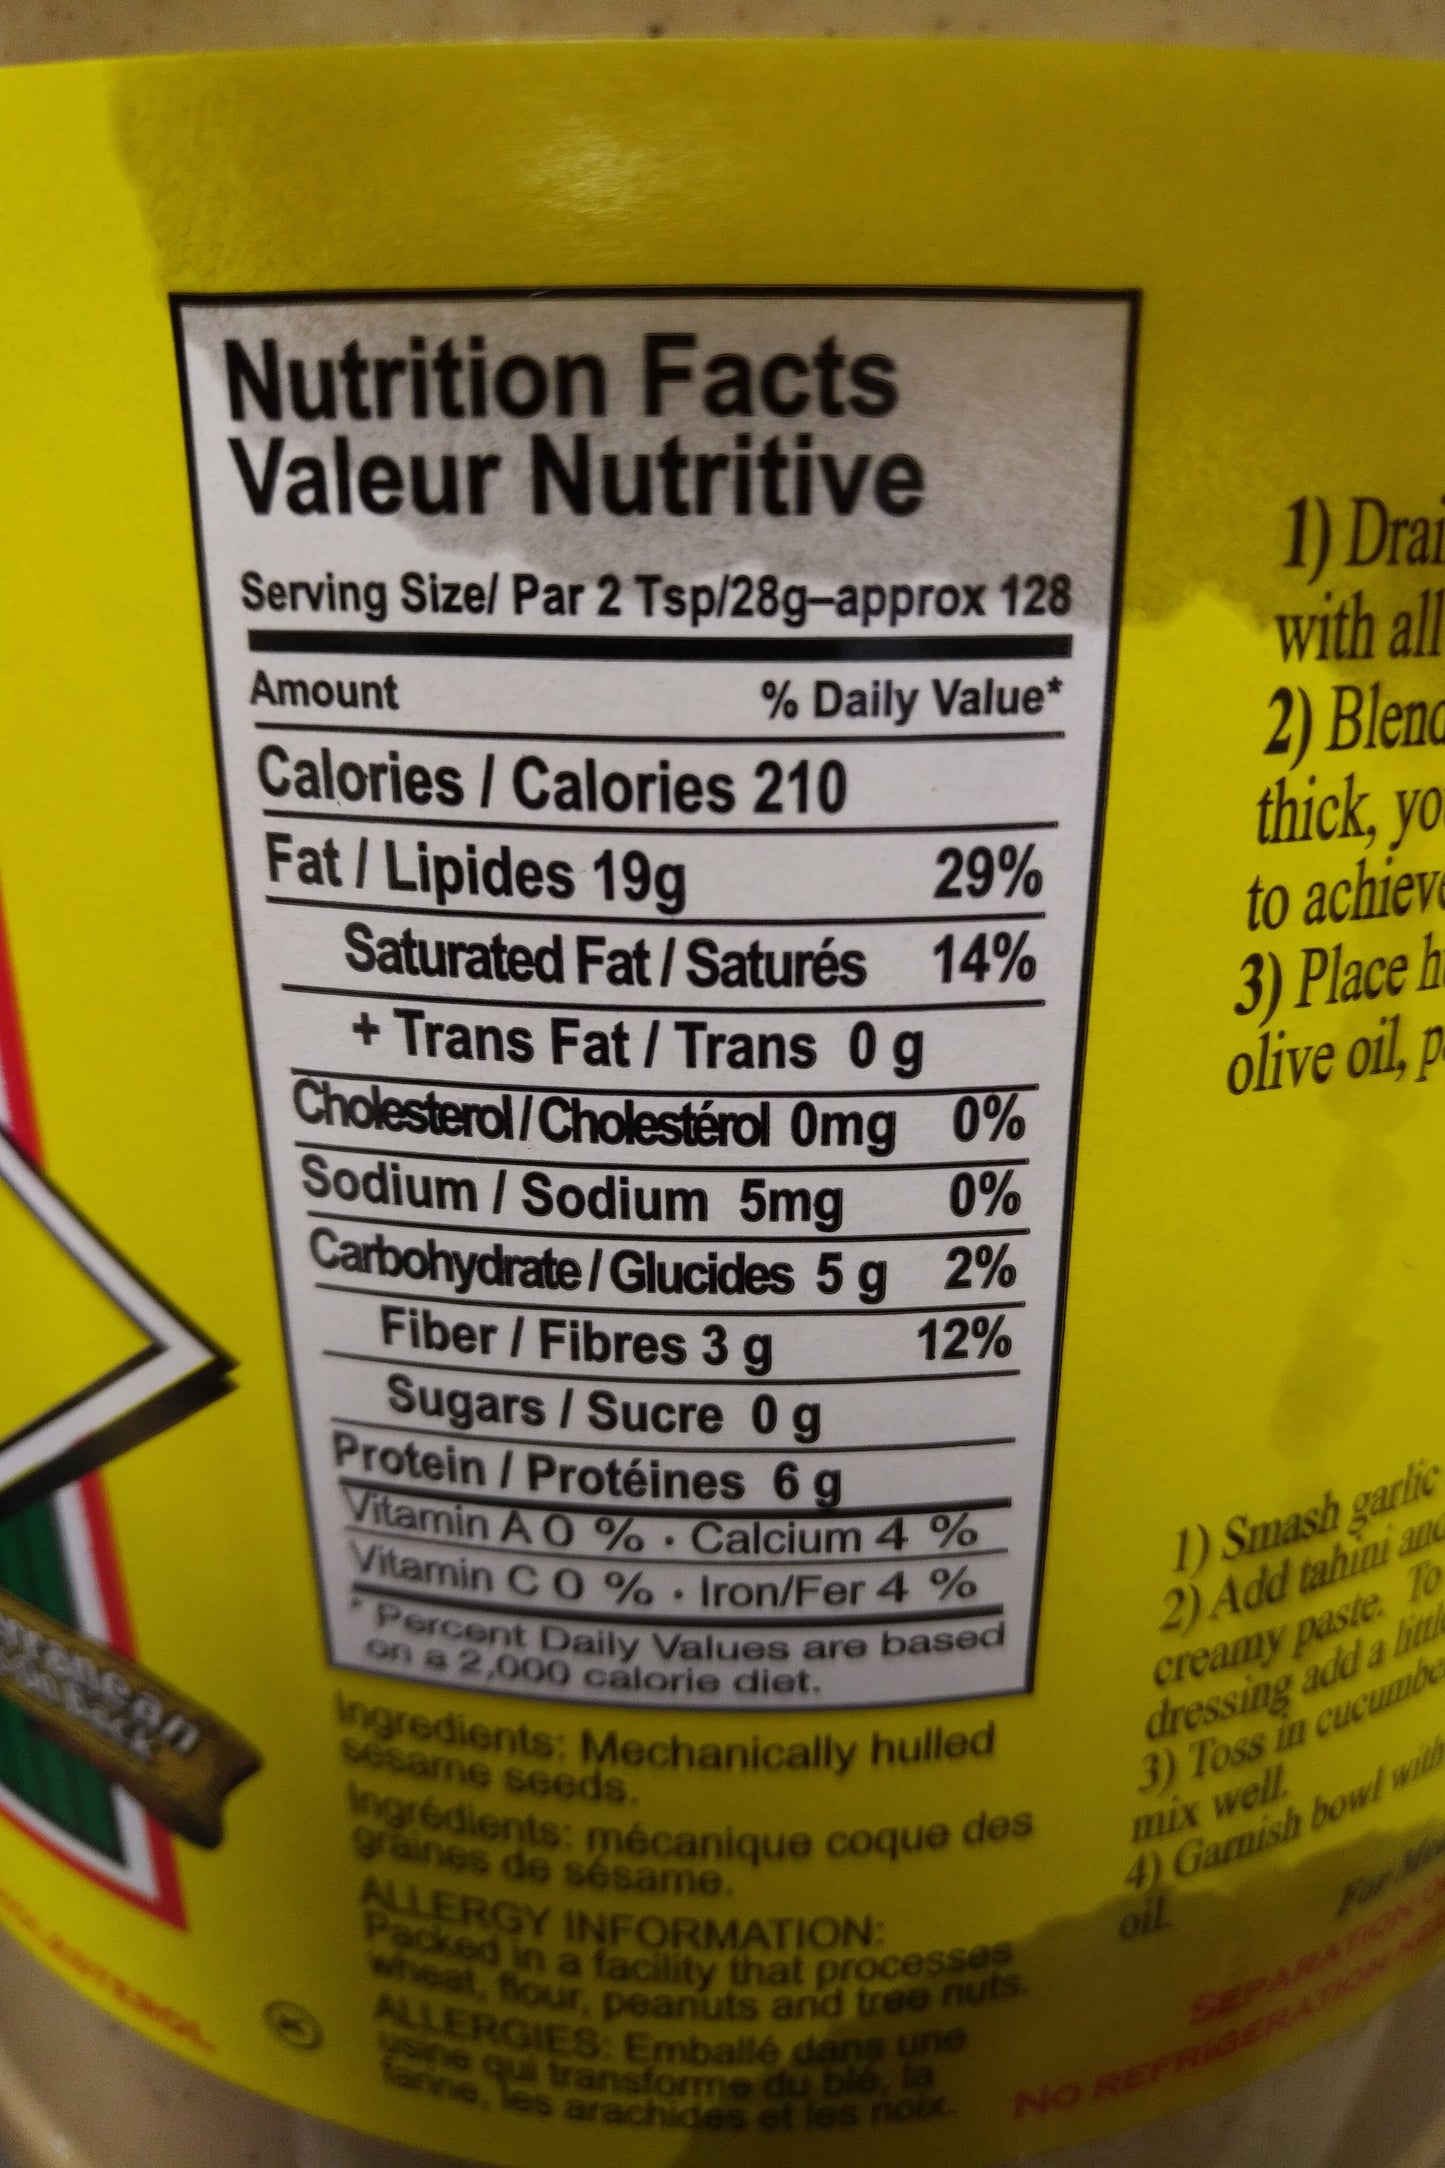 Nutrition Facts
Valeur Nutritive
Serving Size/ Par 2 Tsp/28g–approx 128
Amount % Daily Value*
Calories / Calories 210
Fat / Lipides 19g 29%
Saturated Fat / Saturés 14%
+ Trans Fat / Trans 0 g
Cholesterol / Cholestérol 0mg 0%
Sodium / Sodium 5mg 0%
Carbohydrate / Glucides 5 g 2%
Fiber / Fibres 3 g 12%
Sugars / Sucre 0 g
Protein / Protéines 6 g
Vitamin A 0 % · Calcium 4 %
Vitamin C 0 % · Iron/Fer 4 %
* Percent Daily Values are based
on a 2,000 calorie diet.
Ingredients: Mechanically hulled
sesame seeds.
Ingrédients: mécanique coque des
graines de sésame.
ALLERGY INFORMATION:
Packed in a facility that processes
wheat, flour, peanuts and tree nuts.
ALLERGIES: Emballé dans une
usine qui transforme du blé, la
farine, les arachides et les noix.
1) Drai
with all
2) Blend
thick, yo
to achieve
3) Place
olive oil,
1) Smash garlic
2) Add tahini and
creamy paste. To
dressing add a little
3) Toss in cucumbe
mix well.
4) Garnish bowl with
oil.
For
SEPARATION
NO REFRIGERATION